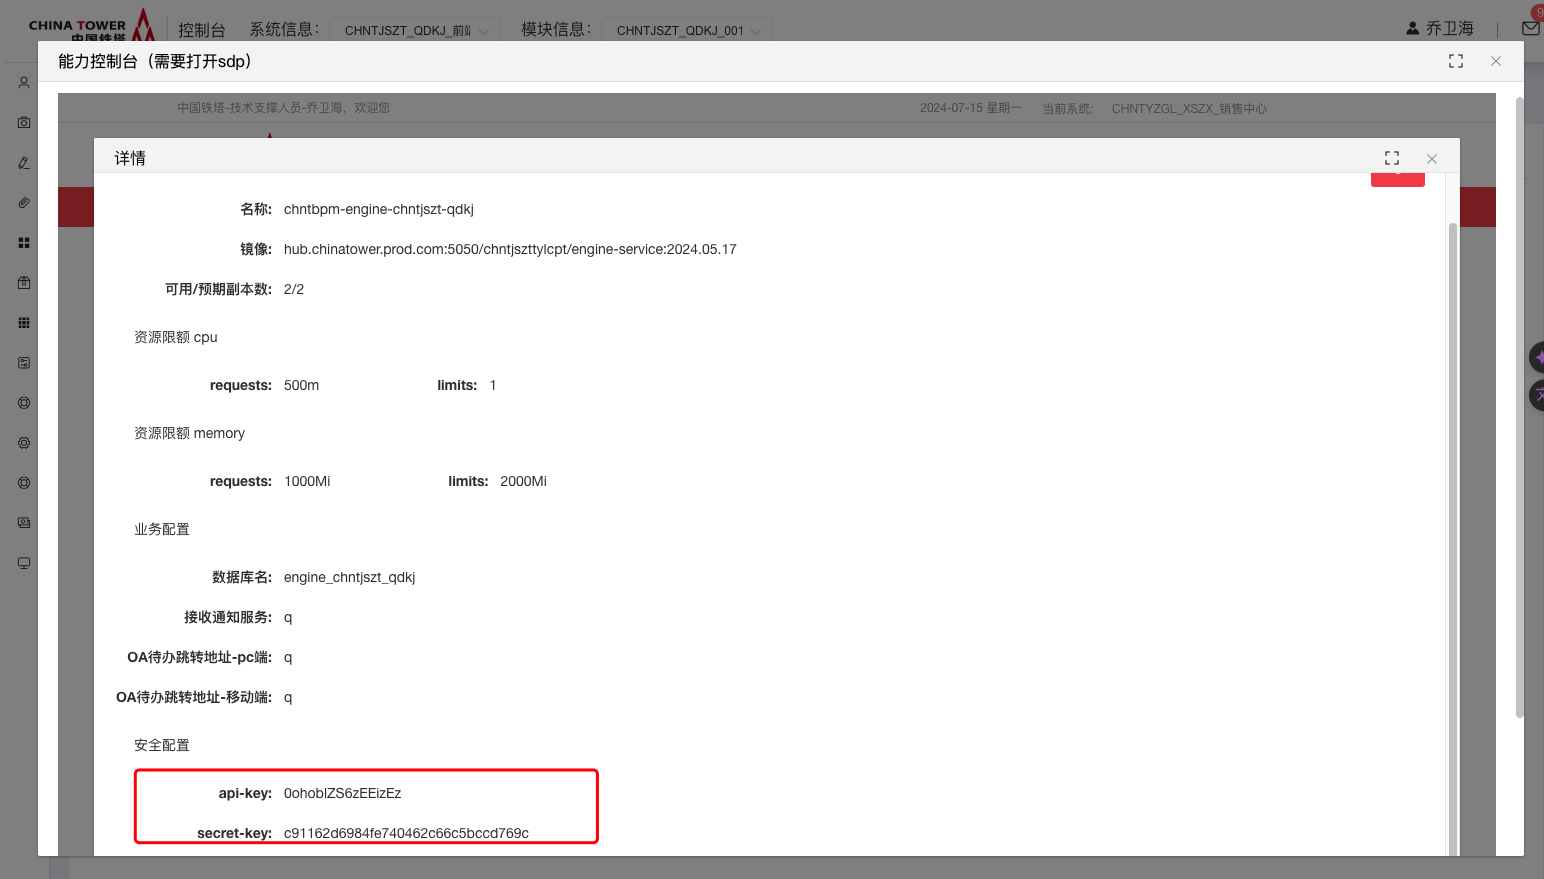 CHINA TOWER
中国铁塔
控制台
系统信息：
CHNTJSZT_QDKJ_前端
模块信息：
CHNTJSZT_QDKJ_001
乔卫海
9
能力控制台（需要打开sdp）
中国铁塔-技术支撑人员-乔卫海，欢迎您
2024-07-15 星期一
当前系统:
CHNTYZGL_XSZX_销售中心
详情
名称: chntbpm-engine-chntjszt-qdkj
镜像: hub.chinatower.prod.com:5050/chntjszttylcpt/engine-service:2024.05.17
可用/预期副本数: 2/2
资源限额 cpu
requests: 500m limits: 1
资源限额 memory
requests: 1000Mi limits: 2000Mi
业务配置
数据库名: engine_chntjszt_qdkj
接收通知服务: q
OA待办跳转地址-pc端: q
OA待办跳转地址-移动端: q
安全配置
api-key: 0ohoblZS6zEEizEz
secret-key: c91162d6984fe740462c66c5bccd769c